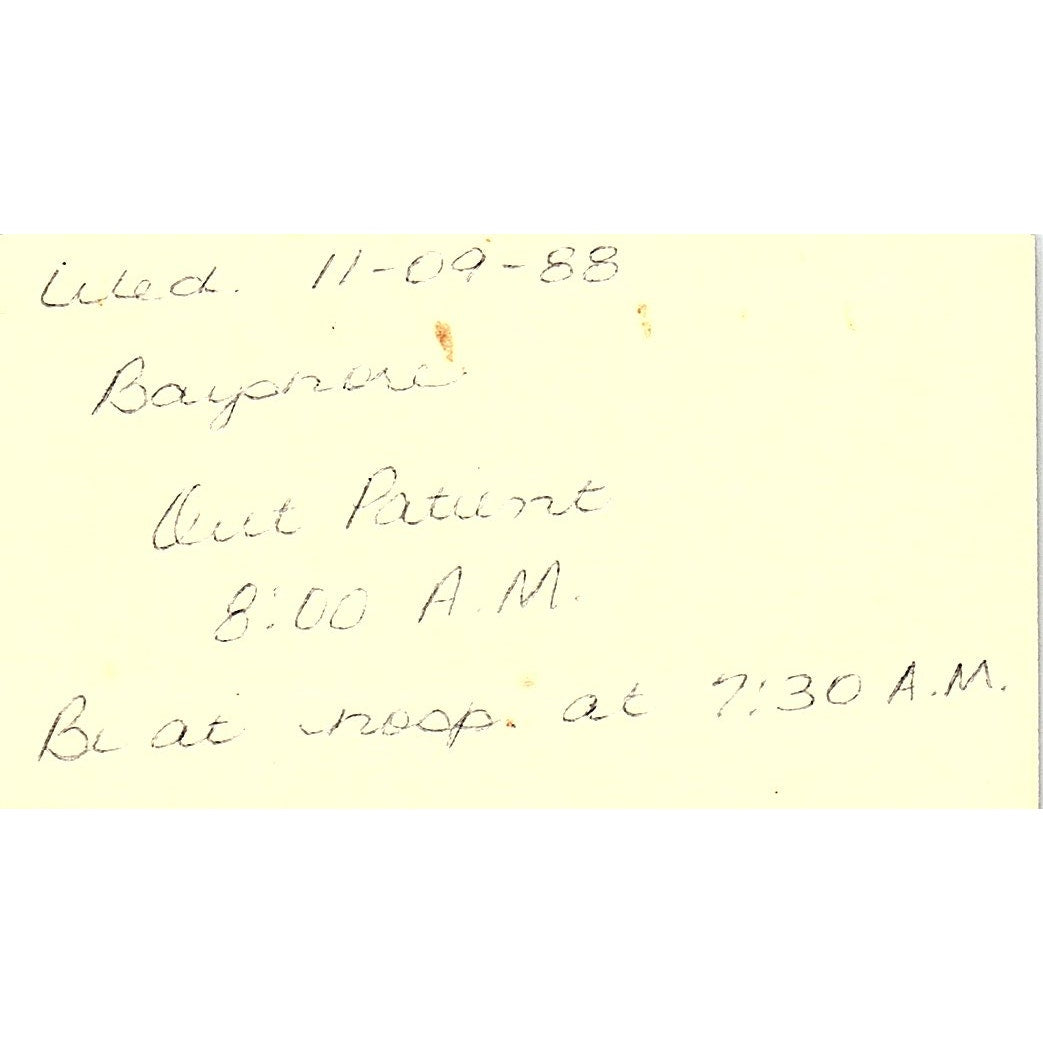 Wed. 11-09-88
Bayshore
Out Patient
8:00 A.M.
Be at hosp. at 7:30 A.M.